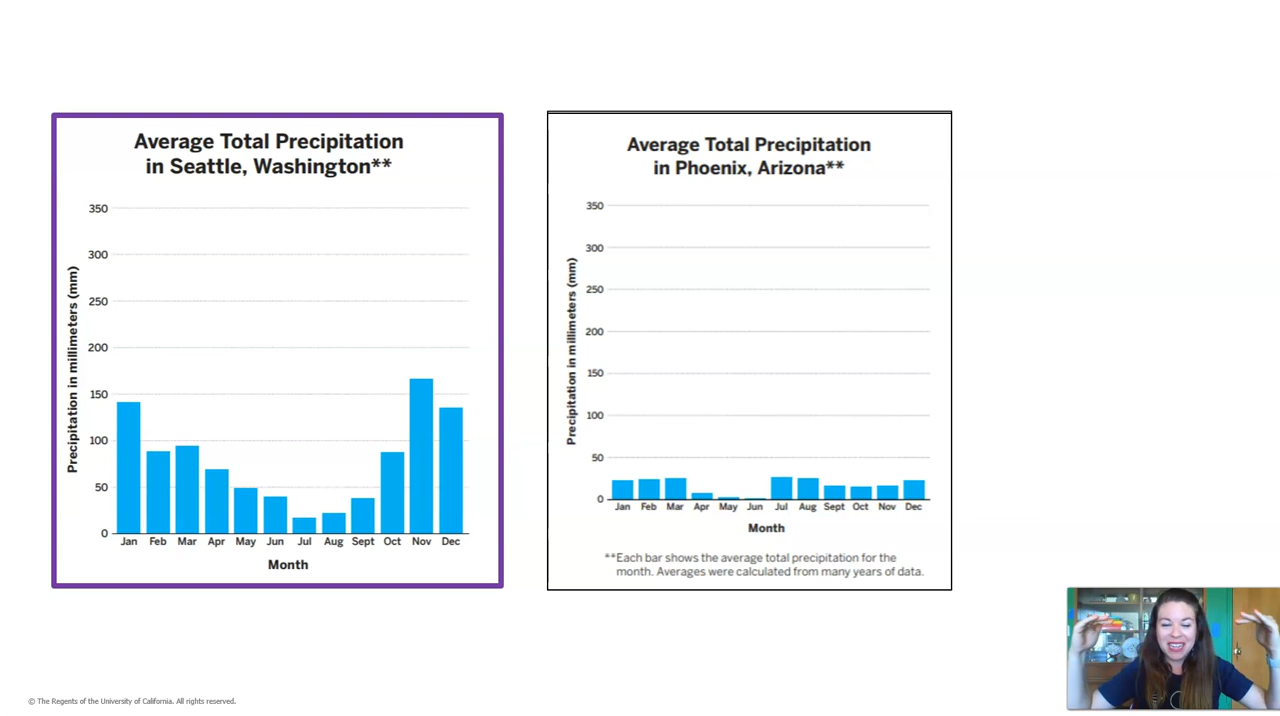 Average Total Precipitation
in Seattle, Washington**
Precipitation in millimeters (mm)
350
300
250
200
150
100
50
0
Jan Feb Mar Apr May Jun Jul Aug Sept Oct Nov Dec
Month
Average Total Precipitation
in Phoenix, Arizona**
Precipitation in millimeters (mm)
350
300
250
200
150
100
50
0
Jan Feb Mar Apr May Jun Jul Aug Sept Oct Nov Dec
Month
**Each bar shows the average total precipitation for the
month. Averages were calculated from many years of data.
© The Regents of the University of California. All rights reserved.